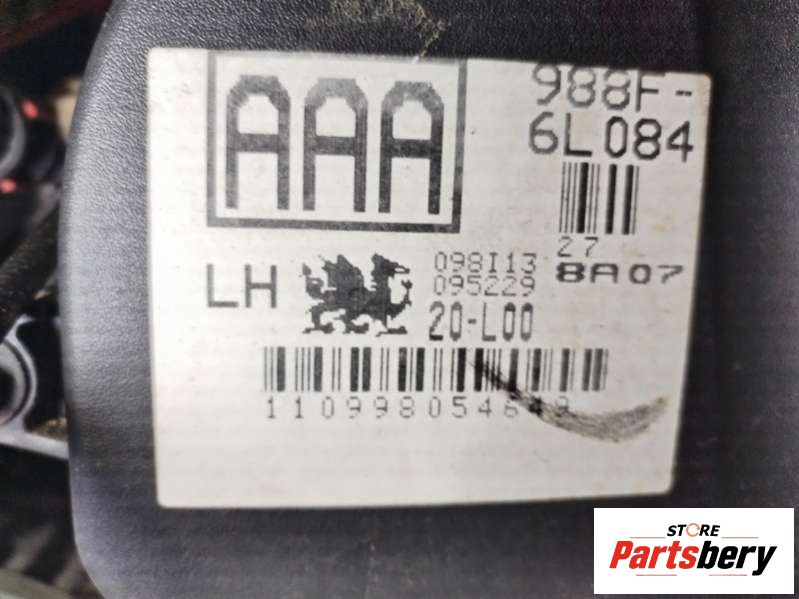 AAA
988F-
6L084
27
8A07
LH
098I13
095229
20-L00
STORE
Partsbery